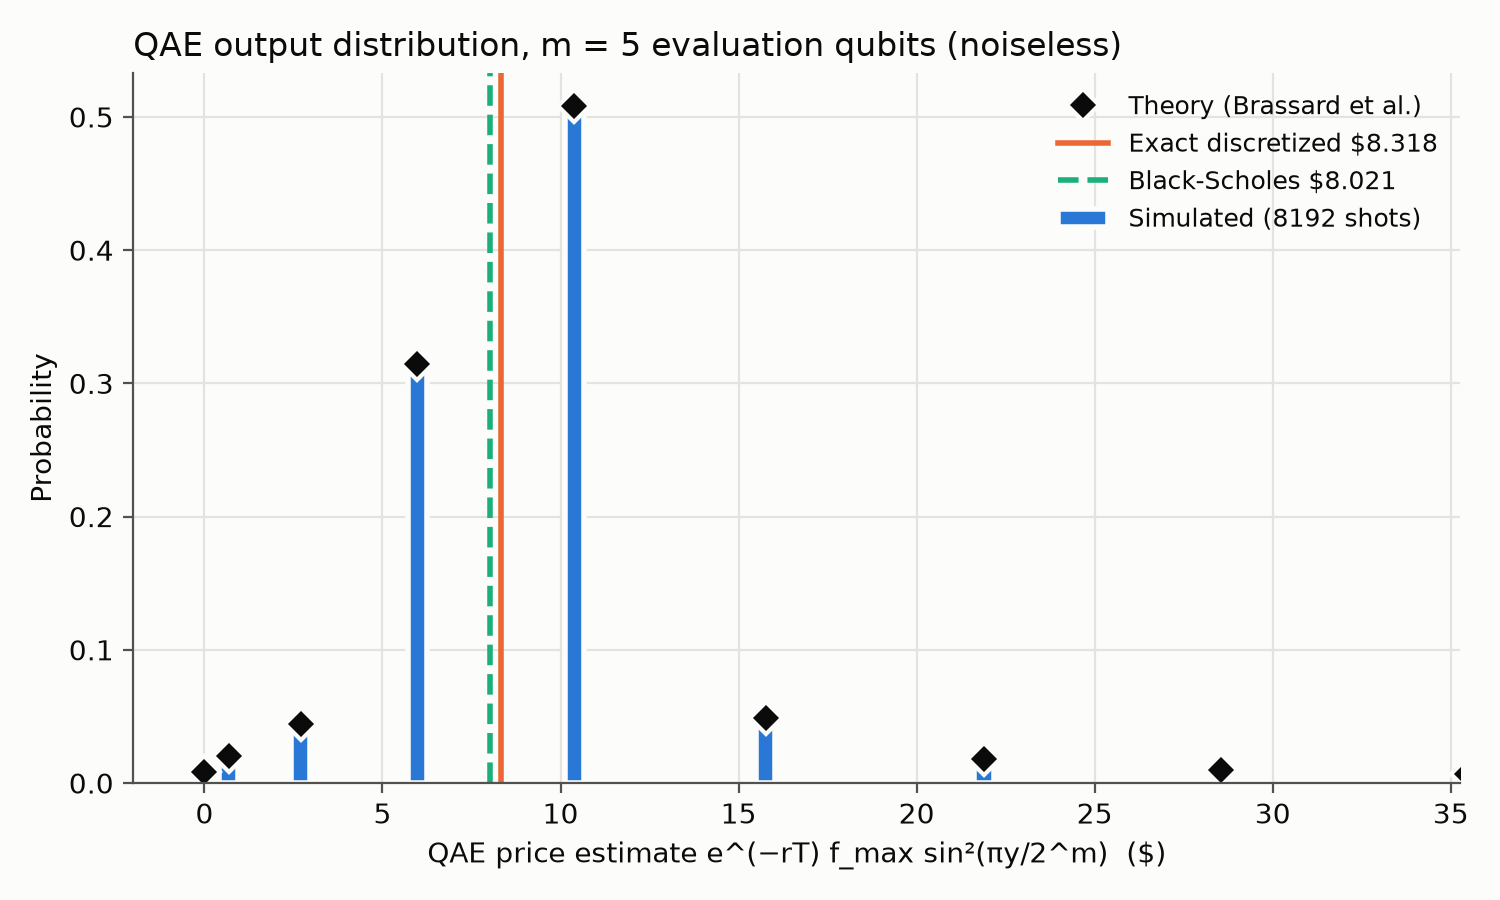 QAE output distribution, m = 5 evaluation qubits (noiseless)
Theory (Brassard et al.)
Exact discretized $8.318
Black-Scholes $8.021
Simulated (8192 shots)
Probability
0.5
0.4
0.3
0.2
0.1
0.0
0 5 10 15 20 25 30 35
QAE price estimate e^(−rT) f_max sin²(πy/2^m) ($)